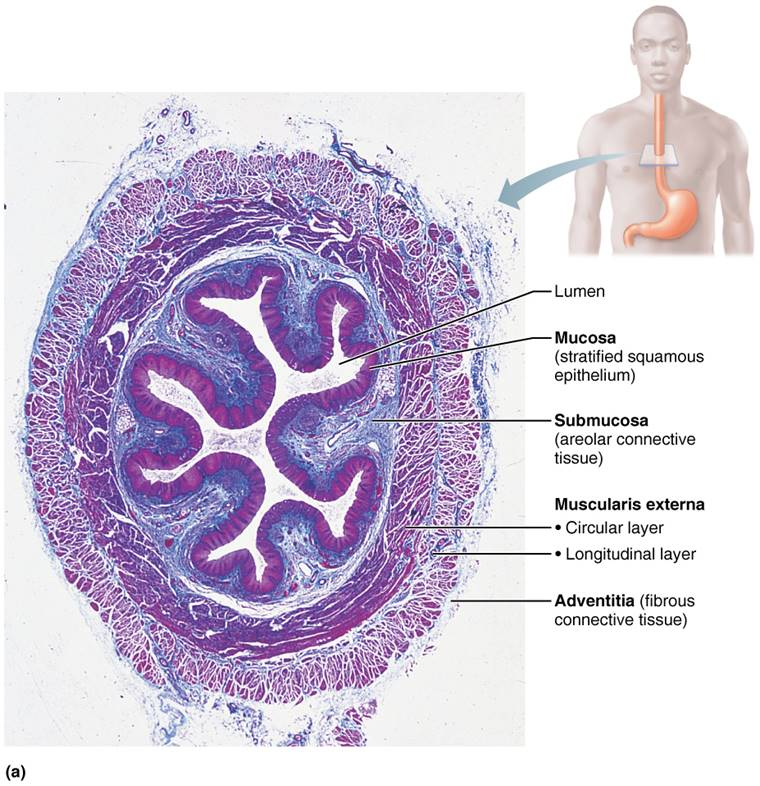 Lumen
Mucosa
(stratified squamous
epithelium)
Submucosa
(areolar connective
tissue)
Muscularis externa
• Circular layer
• Longitudinal layer
Adventitia (fibrous
connective tissue)
(a)